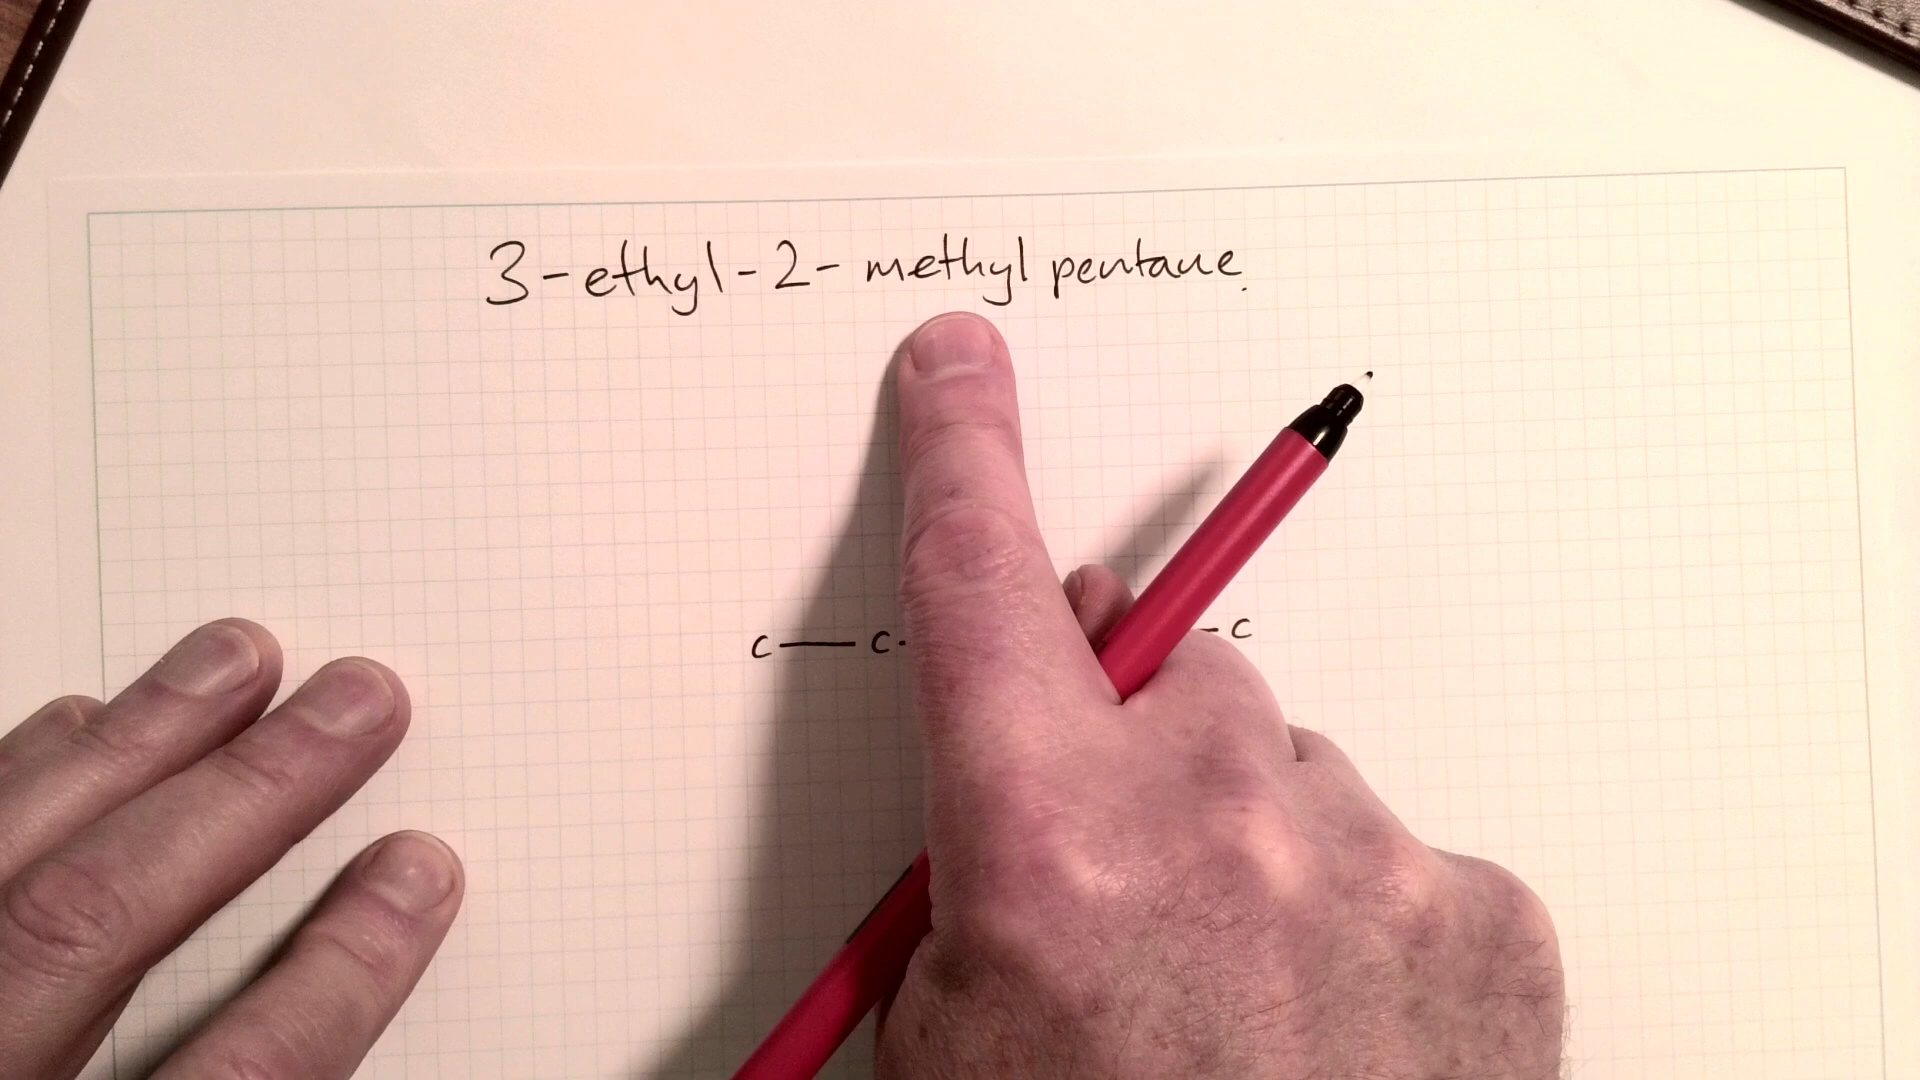 3-ethyl-2-methyl pentane.
C — C - - C